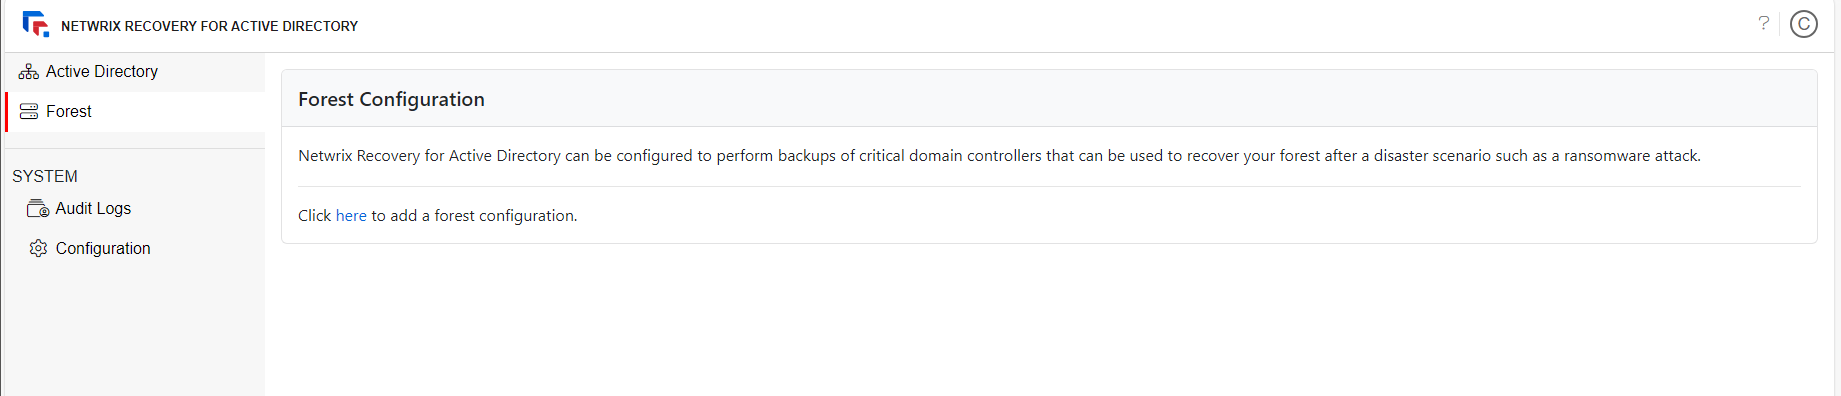 NETWRIX RECOVERY FOR ACTIVE DIRECTORY
?
C
Active Directory
Forest
SYSTEM
Audit Logs
Configuration
Forest Configuration
Netwrix Recovery for Active Directory can be configured to perform backups of critical domain controllers that can be used to recover your forest after a disaster scenario such as a ransomware attack.
Click here to add a forest configuration.